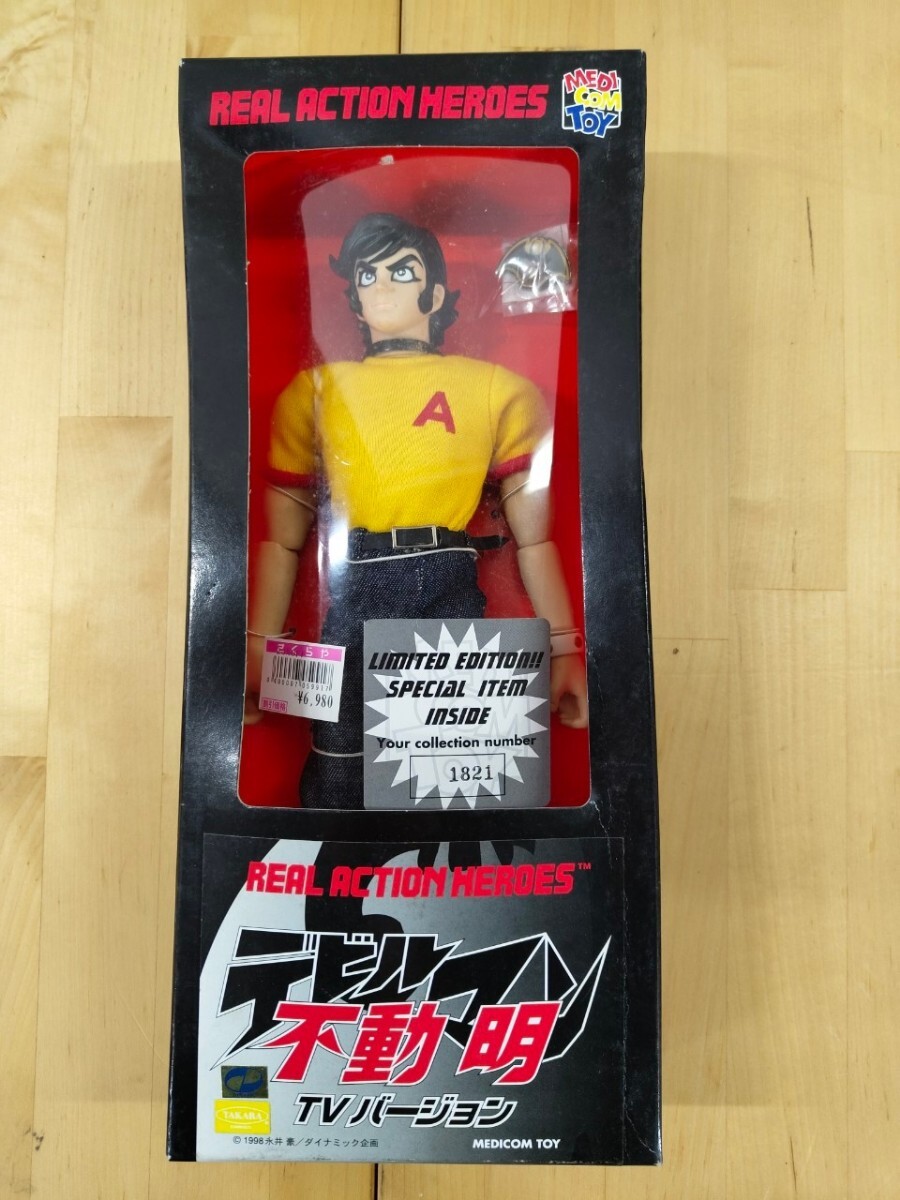 REAL ACTION HEROES
MEDI
COM
TOY
A
さくらや
¥6,980
LIMITED EDITION!!
SPECIAL ITEM
INSIDE
Your collection number
1821
REAL ACTION HEROES™
デビルマン
不動 明
TVバージョン
TAKARA
© 1998 永井 豪／ダイナミック企画
MEDICOM TOY